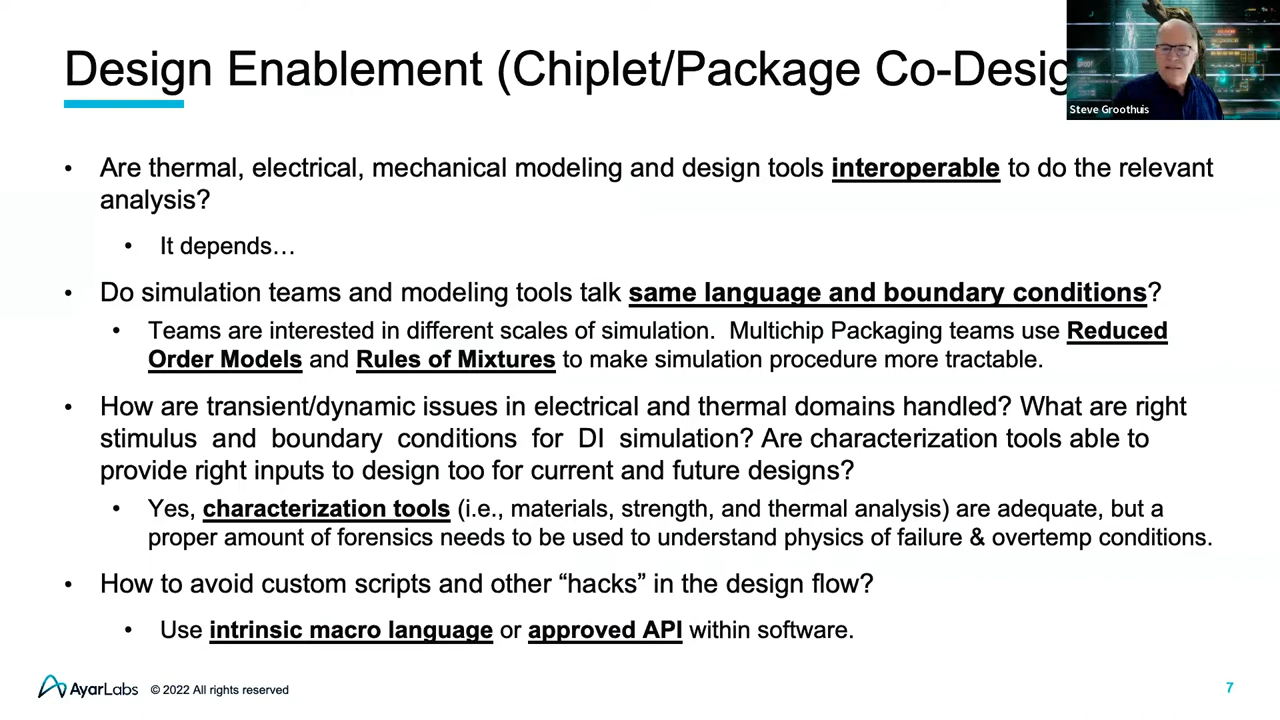 Design Enablement (Chiplet/Package Co-Desig
Steve Groothuis
• Are thermal, electrical, mechanical modeling and design tools interoperable to do the relevant
analysis?
• It depends…
• Do simulation teams and modeling tools talk same language and boundary conditions?
• Teams are interested in different scales of simulation. Multichip Packaging teams use Reduced
Order Models and Rules of Mixtures to make simulation procedure more tractable.
• How are transient/dynamic issues in electrical and thermal domains handled? What are right
stimulus and boundary conditions for DI simulation? Are characterization tools able to
provide right inputs to design too for current and future designs?
• Yes, characterization tools (i.e., materials, strength, and thermal analysis) are adequate, but a
proper amount of forensics needs to be used to understand physics of failure & overtemp conditions.
• How to avoid custom scripts and other “hacks” in the design flow?
• Use intrinsic macro language or approved API within software.
AyarLabs © 2022 All rights reserved
7